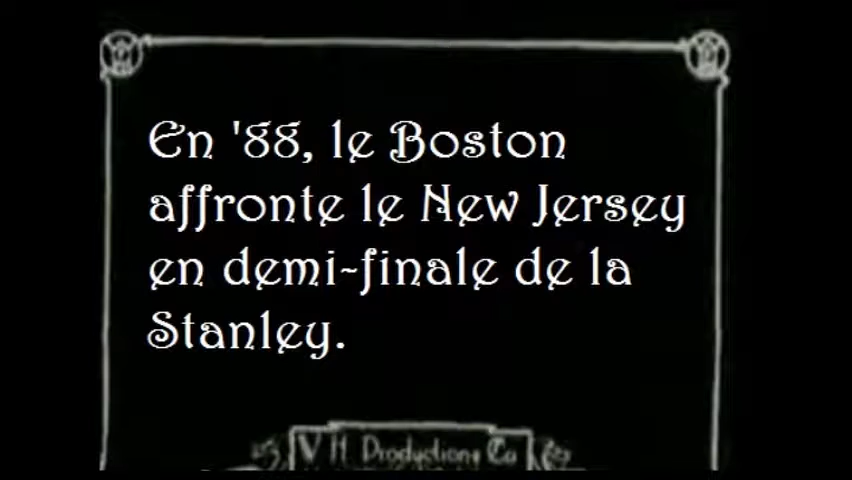 En '88, le Boston
affronte le New Jersey
en demi-finale de la
Stanley.
V H Productions Co